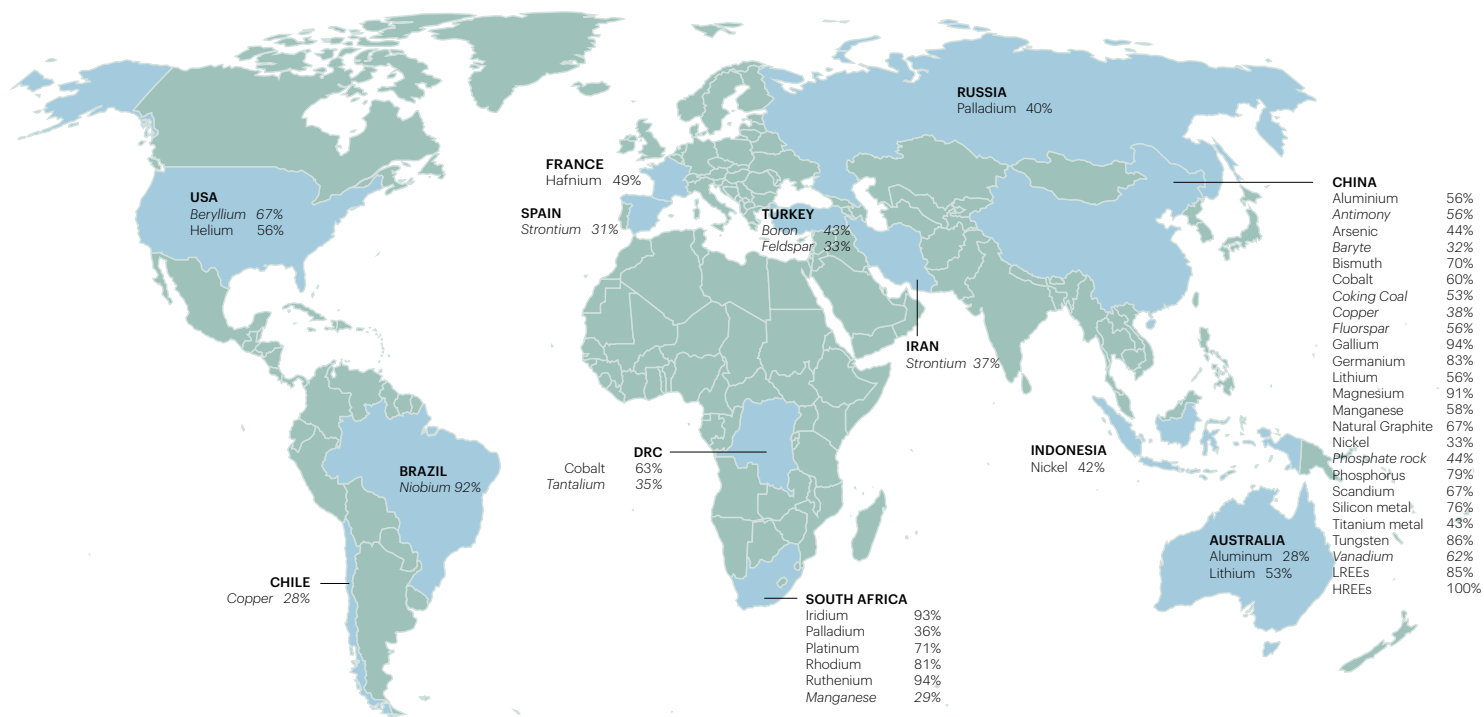 RUSSIA
Palladium 40%
FRANCE
Hafnium 49%
SPAIN
Strontium 31%
TURKEY
Boron 43%
Feldspar 33%
USA
Beryllium 67%
Helium 56%
CHINA
Aluminium 56%
Antimony 56%
Arsenic 44%
Baryte 32%
Bismuth 70%
Cobalt 60%
Coking Coal 53%
Copper 38%
Fluorspar 56%
Gallium 94%
Germanium 83%
Lithium 56%
Magnesium 91%
Manganese 58%
Natural Graphite 67%
Nickel 33%
Phosphate rock 44%
Phosphorus 79%
Scandium 67%
Silicon metal 76%
Titanium metal 43%
Tungsten 86%
Vanadium 62%
LREEs 85%
HREEs 100%
IRAN
Strontium 37%
DRC
Cobalt 63%
Tantalium 35%
INDONESIA
Nickel 42%
BRAZIL
Niobium 92%
AUSTRALIA
Aluminum 28%
Lithium 53%
CHILE
Copper 28%
SOUTH AFRICA
Iridium 93%
Palladium 36%
Platinum 71%
Rhodium 81%
Ruthenium 94%
Manganese 29%